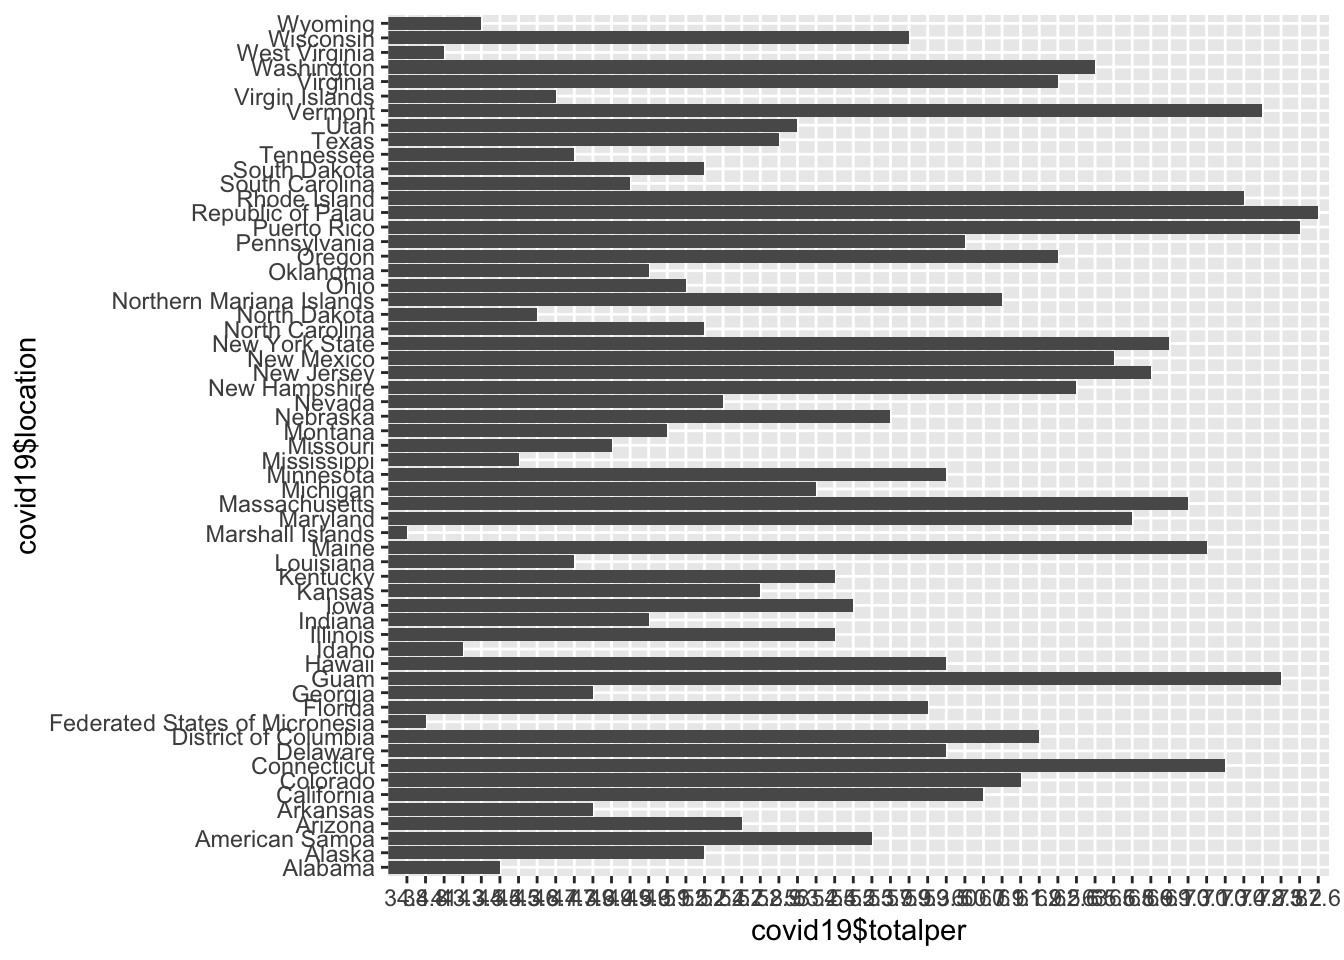 Wyoming
Wisconsin
West Virginia
Washington
Virginia
Virgin Islands
Vermont
Utah
Texas
Tennessee
South Dakota
South Carolina
Rhode Island
Republic of Palau
Puerto Rico
Pennsylvania
Oregon
Oklahoma
Ohio
Northern Mariana Islands
North Dakota
North Carolina
New York State
New Mexico
New Jersey
New Hampshire
Nevada
Nebraska
Montana
Missouri
Mississippi
Minnesota
Michigan
Massachusetts
Maryland
Marshall Islands
Maine
Louisiana
Kentucky
Kansas
Iowa
Indiana
Illinois
Idaho
Hawaii
Guam
Georgia
Florida
Federated States of Micronesia
District of Columbia
Delaware
Connecticut
Colorado
California
Arkansas
Arizona
American Samoa
Alaska
Alabama
covid19$location
covid19$totalper